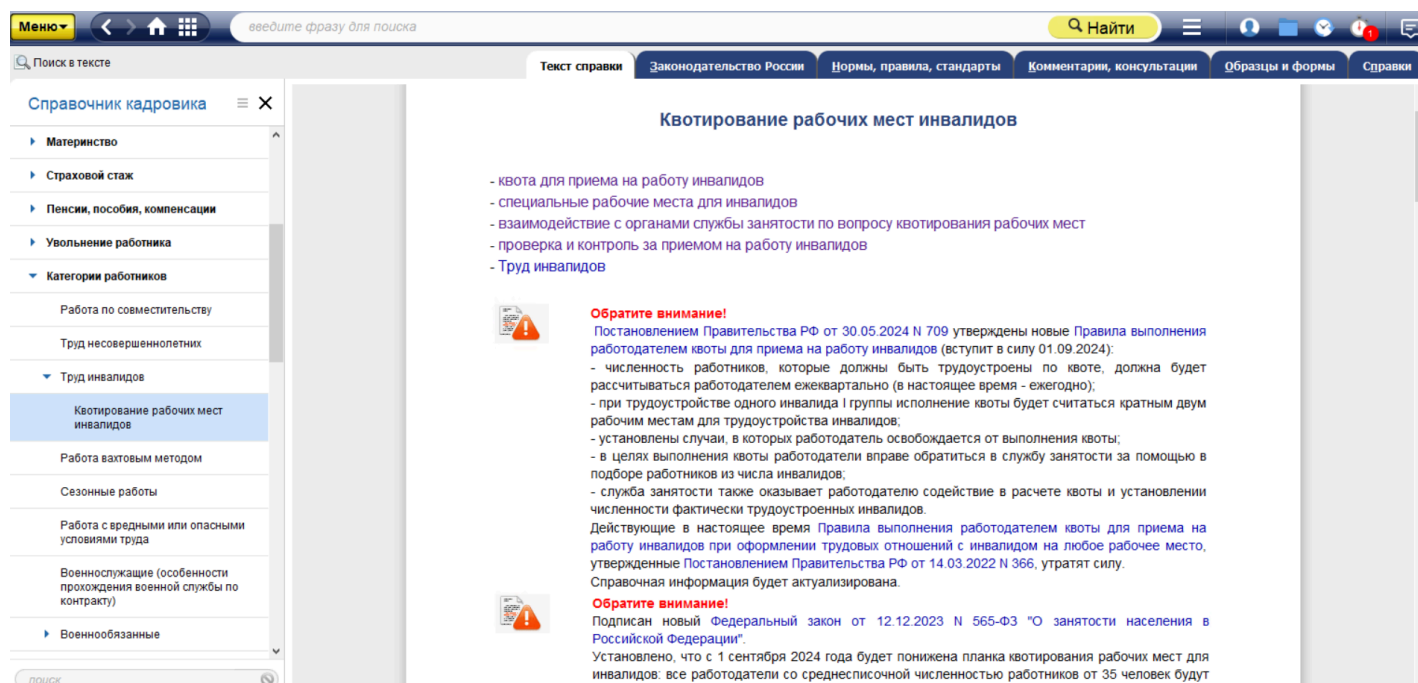 Меню
введите фразу для поиска
Найти
1
Поиск в тексте
Текст справки
Законодательство России
Нормы, правила, стандарты
Комментарии, консультации
Образцы и формы
Справки
Справочник кадровика
Материнство
Страховой стаж
Пенсии, пособия, компенсации
Увольнение работника
Категории работников
Работа по совместительству
Труд несовершеннолетних
Труд инвалидов
Квотирование рабочих мест
инвалидов
Работа вахтовым методом
Сезонные работы
Работа с вредными или опасными
условиями труда
Военнослужащие (особенности
прохождения военной службы по
контракту)
Военнообязанные
поиск
Квотирование рабочих мест инвалидов
- квота для приема на работу инвалидов
- специальные рабочие места для инвалидов
- взаимодействие с органами службы занятости по вопросу квотирования рабочих мест
- проверка и контроль за приемом на работу инвалидов
- Труд инвалидов
Обратите внимание!
Постановлением Правительства РФ от 30.05.2024 N 709 утверждены новые Правила выполнения
работодателем квоты для приема на работу инвалидов (вступит в силу 01.09.2024):
- численность работников, которые должны быть трудоустроены по квоте, должна будет
рассчитываться работодателем ежеквартально (в настоящее время - ежегодно);
- при трудоустройстве одного инвалида I группы исполнение квоты будет считаться кратным двум
рабочим местам для трудоустройства инвалидов;
- установлены случаи, в которых работодатель освобождается от выполнения квоты;
- в целях выполнения квоты работодатели вправе обратиться в службу занятости за помощью в
подборе работников из числа инвалидов;
- служба занятости также оказывает работодателю содействие в расчете квоты и установлении
численности фактически трудоустроенных инвалидов.
Действующие в настоящее время Правила выполнения работодателем квоты для приема на
работу инвалидов при оформлении трудовых отношений с инвалидом на любое рабочее место,
утвержденные Постановлением Правительства РФ от 14.03.2022 N 366, утратят силу.
Справочная информация будет актуализирована.
Обратите внимание!
Подписан новый Федеральный закон от 12.12.2023 N 565-ФЗ "О занятости населения в
Российской Федерации".
Установлено, что с 1 сентября 2024 года будет понижена планка квотирования рабочих мест для
инвалидов: все работодатели со среднесписочной численностью работников от 35 человек будут